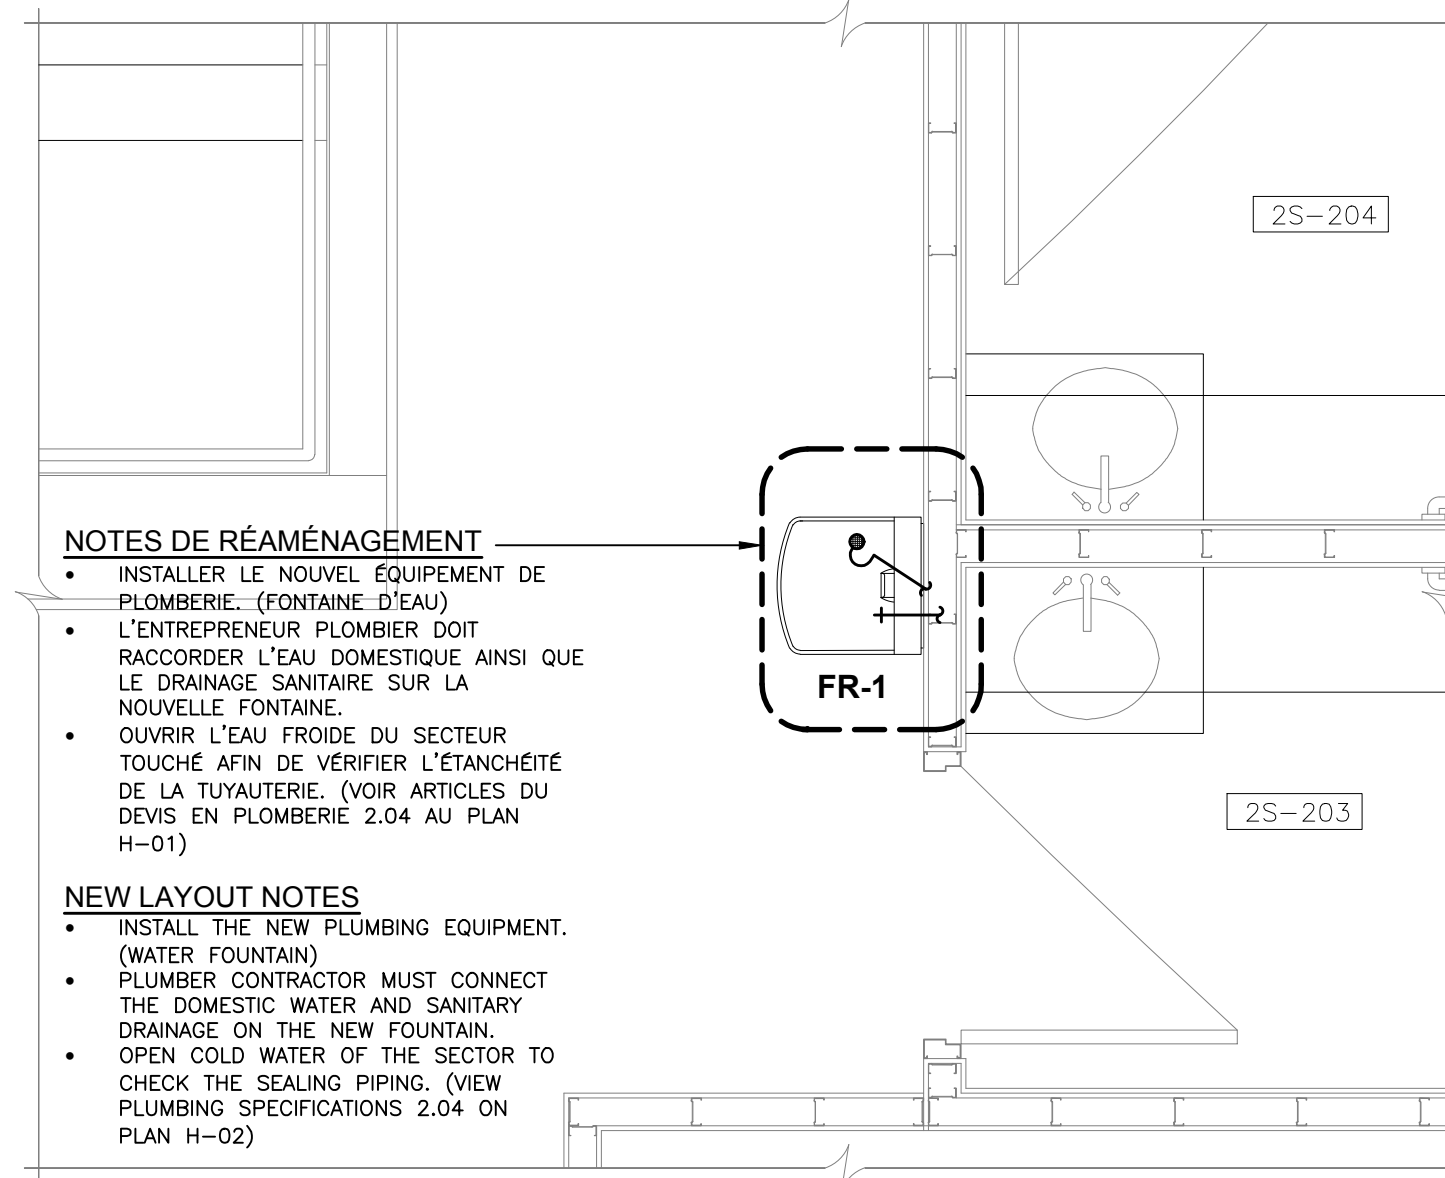 2S-204
NOTES DE RÉAMÉNAGEMENT
• INSTALLER LE NOUVEL ÉQUIPEMENT DE
PLOMBERIE. (FONTAINE D'EAU)
• L'ENTREPRENEUR PLOMBIER DOIT
RACCORDER L'EAU DOMESTIQUE AINSI QUE
LE DRAINAGE SANITAIRE SUR LA
NOUVELLE FONTAINE.
• OUVRIR L'EAU FROIDE DU SECTEUR
TOUCHÉ AFIN DE VÉRIFIER L'ÉTANCHÉITÉ
DE LA TUYAUTERIE. (VOIR ARTICLES DU
DEVIS EN PLOMBERIE 2.04 AU PLAN
H-01)
FR-1
2S-203
NEW LAYOUT NOTES
• INSTALL THE NEW PLUMBING EQUIPMENT.
(WATER FOUNTAIN)
• PLUMBER CONTRACTOR MUST CONNECT
THE DOMESTIC WATER AND SANITARY
DRAINAGE ON THE NEW FOUNTAIN.
• OPEN COLD WATER OF THE SECTOR TO
CHECK THE SEALING PIPING. (VIEW
PLUMBING SPECIFICATIONS 2.04 ON
PLAN H-02)